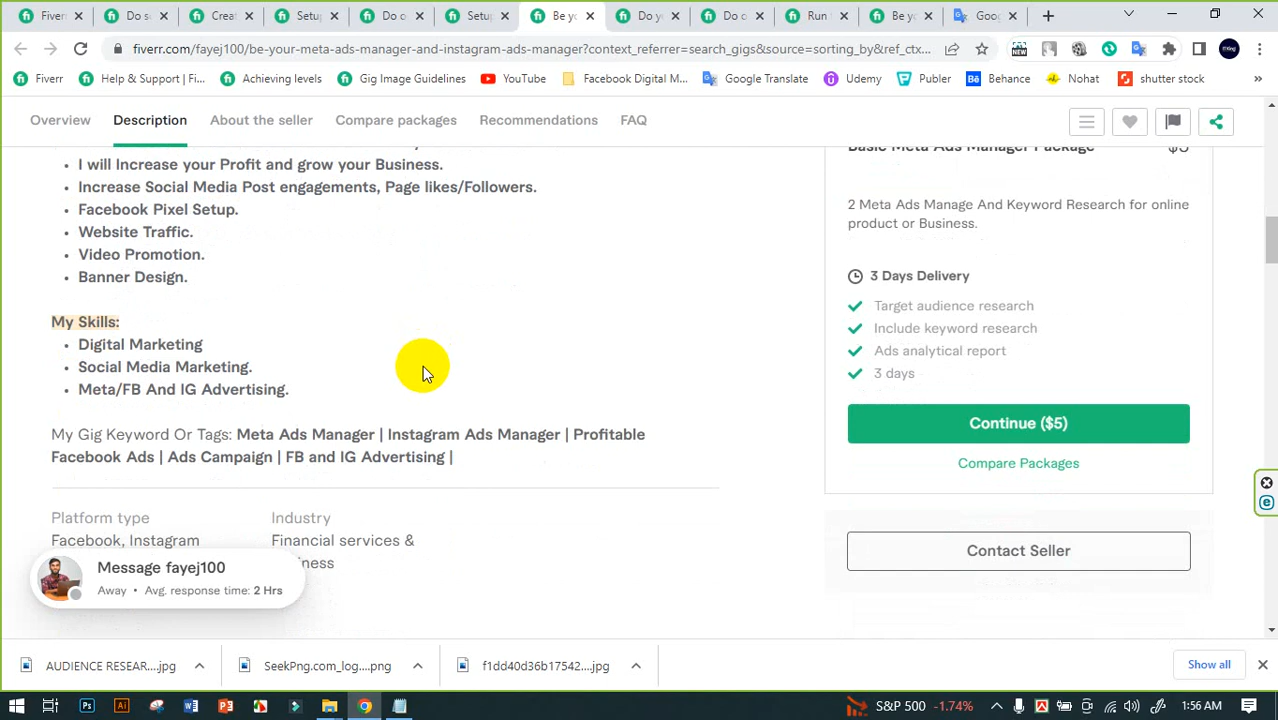 Fiverr
Do s
Crea
Setu
Do o
Setu
Be y
Do y
Do o
Run
Be y
Goo
fiverr.com/fayej100/be-your-meta-ads-manager-and-instagram-ads-manager?context_referrer=search_gigs&source=sorting_by&ref_ctx...
Fiverr
Help & Support | Fi...
Achieving levels
Gig Image Guidelines
YouTube
Facebook Digital M...
Google Translate
Udemy
Publer
Behance
Nohat
shutter stock
Overview
Description
About the seller
Compare packages
Recommendations
FAQ
I will Increase your Profit and grow your Business.
Increase Social Media Post engagements, Page likes/Followers.
Facebook Pixel Setup.
Website Traffic.
Video Promotion.
Banner Design.
My Skills:
Digital Marketing
Social Media Marketing.
Meta/FB And IG Advertising.
My Gig Keyword Or Tags: Meta Ads Manager | Instagram Ads Manager | Profitable
Facebook Ads | Ads Campaign | FB and IG Advertising |
Platform type
Facebook, Instagram
Industry
Financial services &
Message fayej100
Away • Avg. response time: 2 Hrs
Basic Meta Ads Manager Package $5
2 Meta Ads Manage And Keyword Research for online
product or Business.
3 Days Delivery
Target audience research
Include keyword research
Ads analytical report
3 days
Continue ($5)
Compare Packages
Contact Seller
AUDIENCE RESEAR....jpg
SeekPng.com_log....png
f1dd40d36b17542....jpg
Show all
S&P 500 -1.74%
1:56 AM